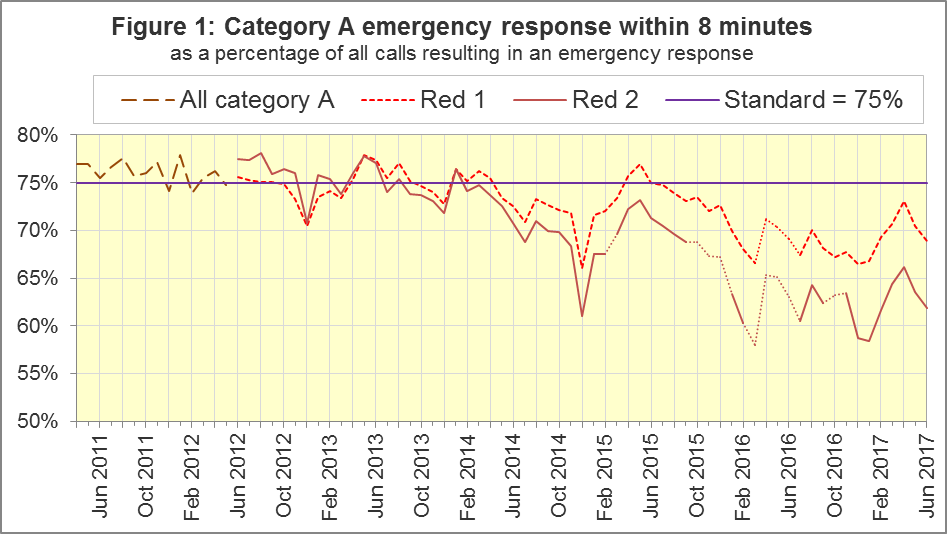 Figure 1: Category A emergency response within 8 minutes
as a percentage of all calls resulting in an emergency response
All category A Red 1 Red 2 Standard = 75%
80%
75%
70%
65%
60%
55%
50%
Jun 2011
Oct 2011
Feb 2012
Jun 2012
Oct 2012
Feb 2013
Jun 2013
Oct 2013
Feb 2014
Jun 2014
Oct 2014
Feb 2015
Jun 2015
Oct 2015
Feb 2016
Jun 2016
Oct 2016
Feb 2017
Jun 2017